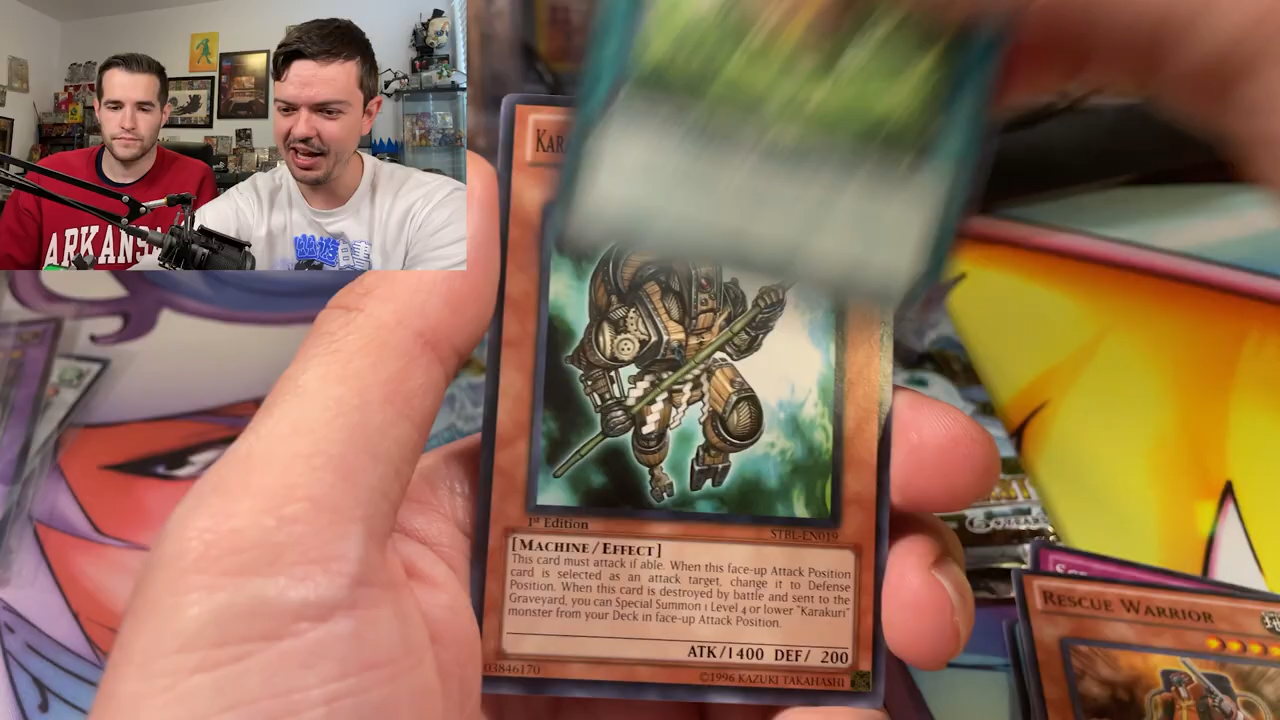 ARKANSA
KAR
1st Edition
STBL-EN019
[MACHINE/EFFECT]
This card must attack if able. When this face-up Attack Position
card is selected as an attack target, change it to Defense
Position. When this card is destroyed by battle and sent to the
Graveyard, you can Special Summon 1 Level 4 or lower "Karakuri"
monster from your Deck in face-up Attack Position.
ATK/1400 DEF/ 200
03846170
©1996 KAZUKI TAKAHASHI
RESCUE WARRIOR